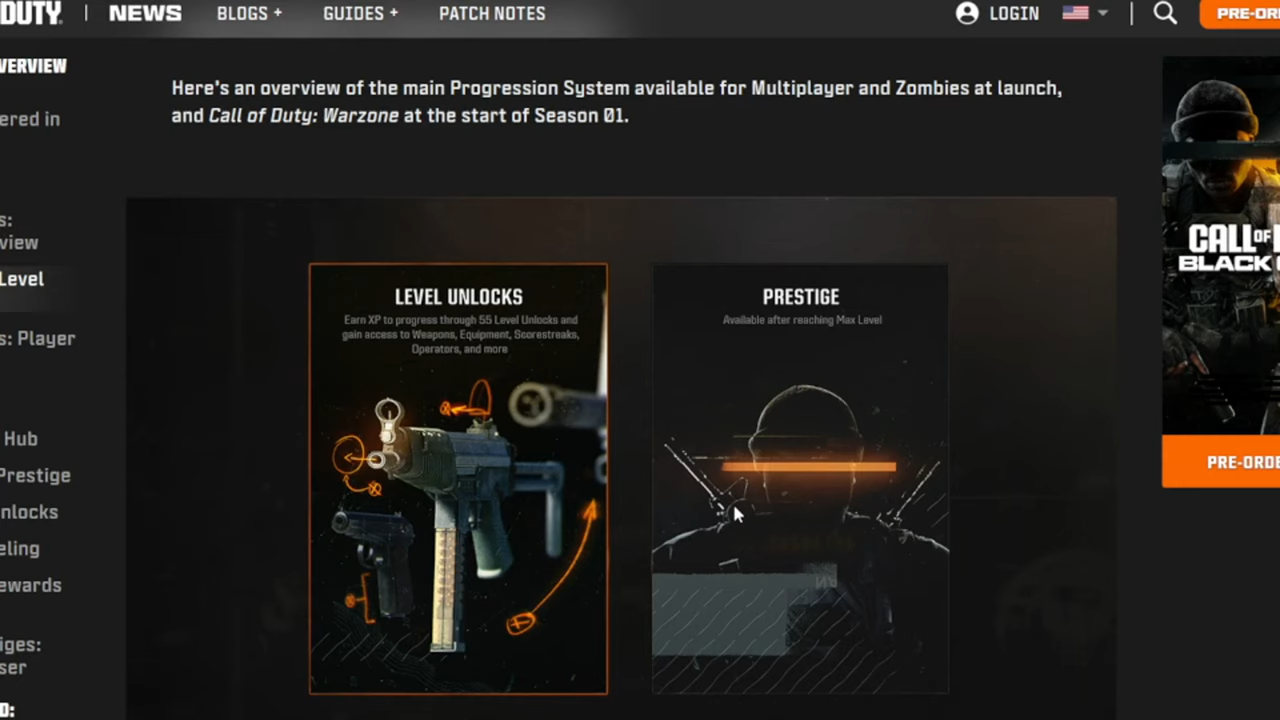 DUTY
NEWS
BLOGS +
GUIDES +
PATCH NOTES
LOGIN
PRE-OR
VERVIEW
ered in
s:
view
Level
s: Player
Hub
Prestige
nlocks
eling
ewards
iges:
ser
D:
Here's an overview of the main Progression System available for Multiplayer and Zombies at launch,
and Call of Duty: Warzone at the start of Season 01.
LEVEL UNLOCKS
Earn XP to progress through 55 Level Unlocks and
gain access to Weapons, Equipment, Scorestreaks,
Operators, and more
PRESTIGE
Available after reaching Max Level
CALL OF
BLACK
PRE-ORDE